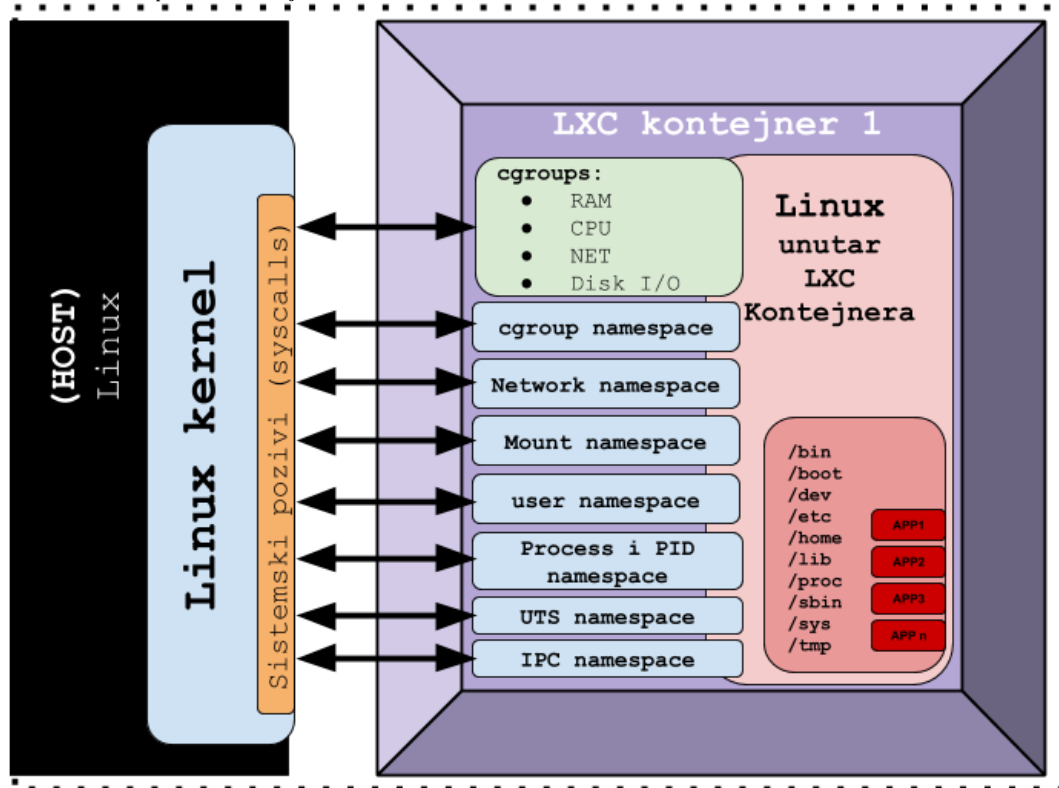 (HOST)
Linux
Linux kernel
Sistemski pozivi (syscalls)
LXC kontejner 1
cgroups:
● RAM
● CPU
● NET
● Disk I/O
cgroup namespace
Network namespace
Mount namespace
user namespace
Process i PID
namespace
UTS namespace
IPC namespace
Linux
unutar
LXC
Kontejnera
/bin
/boot
/dev
/etc
/home
/lib
/proc
/sbin
/sys
/tmp
APP1
APP2
APP3
APP n